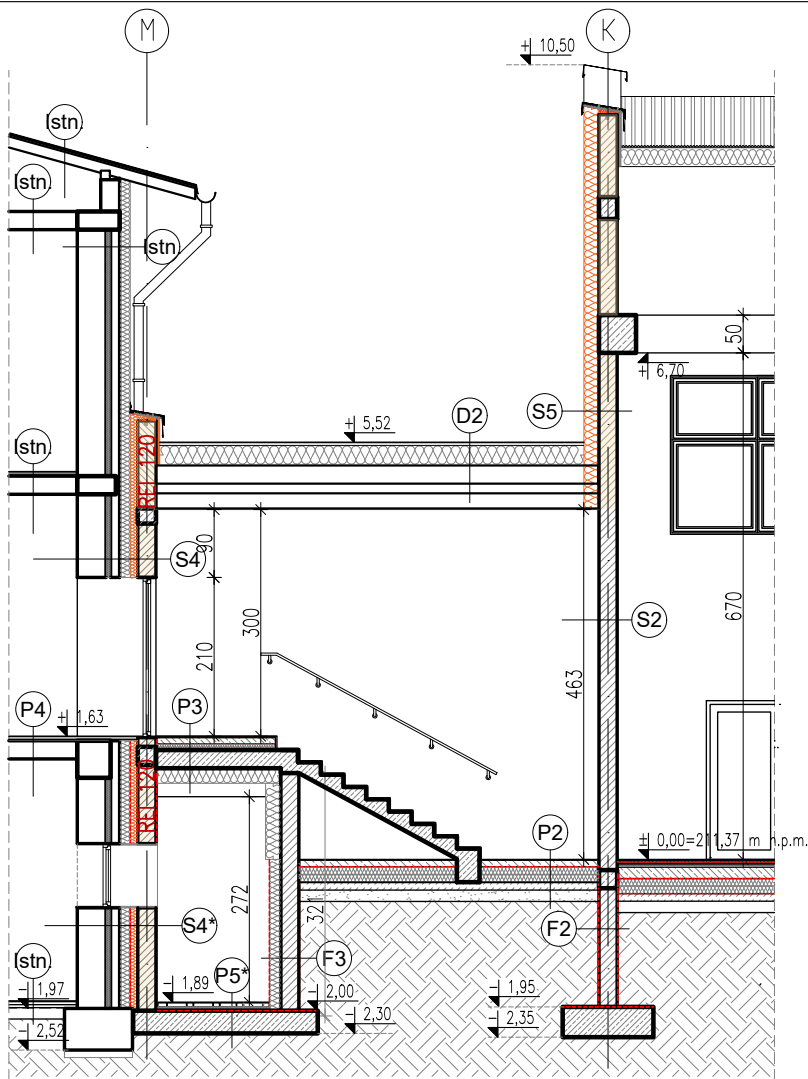 M
K
+ 10,50
Istn.
Istn.
Istn.
50
+ 6,70
S5
D2
+ 5,52
REI 120
Istn.
90
S4
300
210
463
S2
670
P4
+ 1,63
P3
REI 120
P2
± 0,00=211,37 m n.p.m.
272
321
S4*
F2
F3
Istn.
P5*
- 1,97
- 1,89
- 2,00
- 1,95
- 2,30
- 2,35
- 2,52